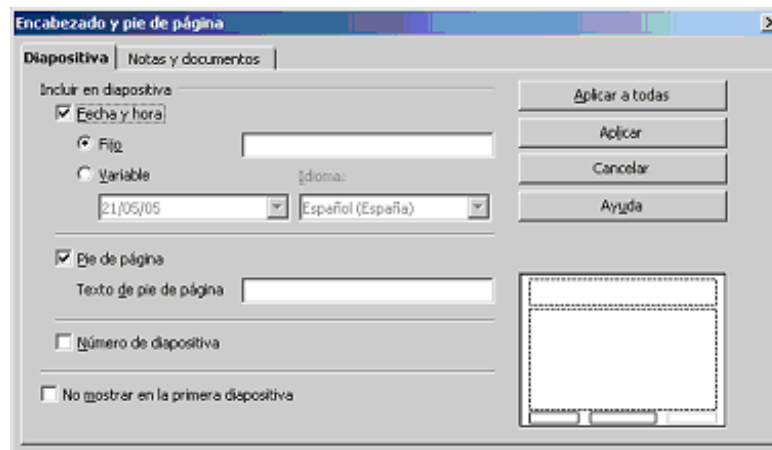 Encabezado y pie de página
Diapositiva
Notas y documentos
Incluir en diapositiva
Fecha y hora
Fijo
Variable
Idioma:
21/05/05
Español (España)
Pie de página
Texto de pie de página
Número de diapositiva
No mostrar en la primera diapositiva
Aplicar a todas
Aplicar
Cancelar
Ayuda